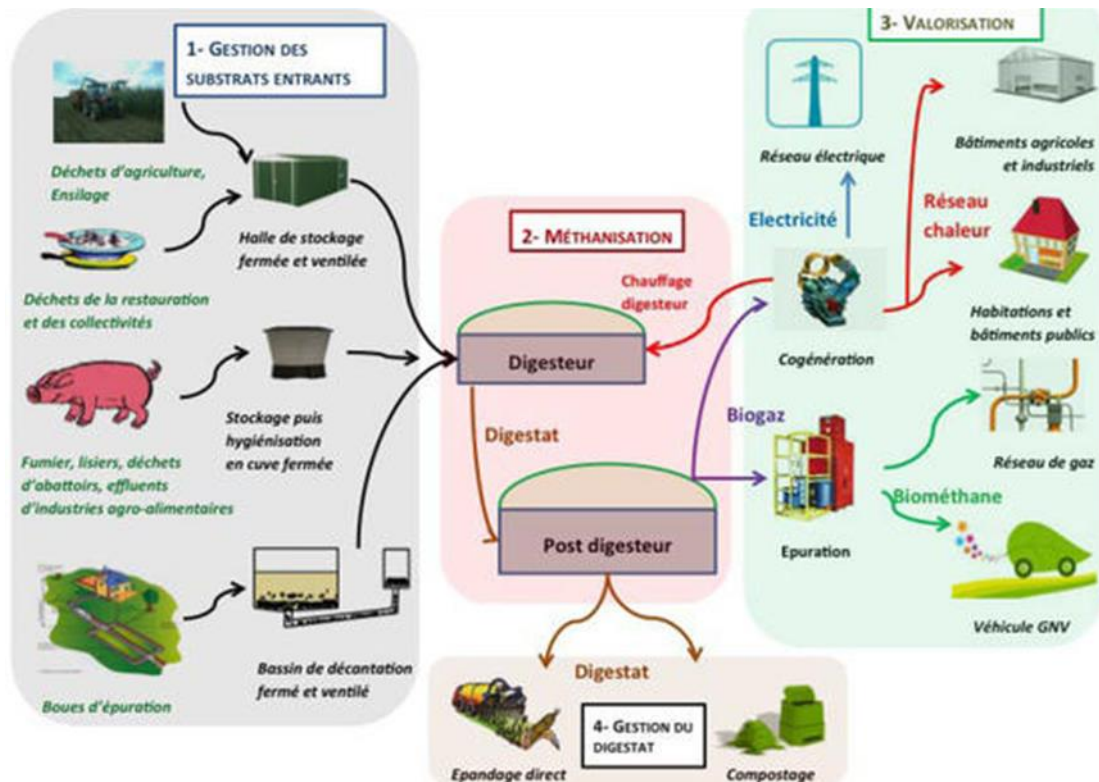 1- GESTION DES
SUBSTRATS ENTRANTS
Déchets d'agriculture,
Ensilage
Halle de stockage
fermée et ventilée
Déchets de la restauration
et des collectivités
Stockage puis
hygiénisation
en cuve fermée
Fumier, lisiers, déchets
d'abattoirs, effluents
d'industries agro-alimentaires
Bassin de décantation
fermé et ventilé
Boues d'épuration
2- MÉTHANISATION
Chauffage
digesteur
Digesteur
Digestat
Post digesteur
Biogaz
3- VALORISATION
Réseau électrique
Bâtiments agricoles
et industriels
Electricité
Réseau
chaleur
Cogénération
Habitations et
bâtiments publics
Réseau de gaz
Biométhane
Epuration
Véhicule GNV
Digestat
4- GESTION DU
DIGESTAT
Epandage direct
Compostage